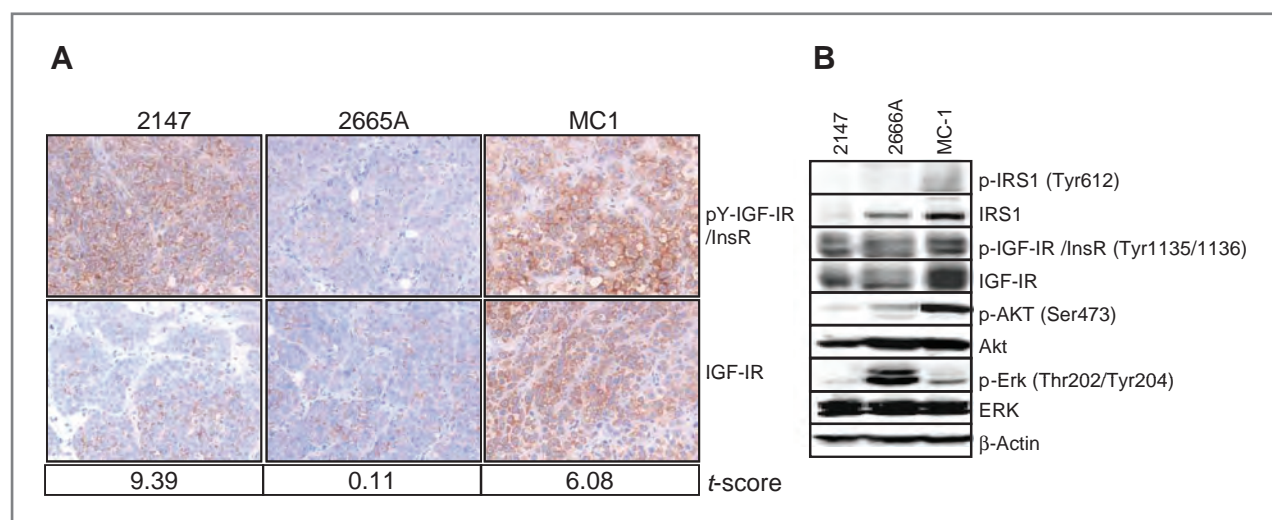 A
2147 2665A MC1
pY-IGF-IR
/InsR
IGF-IR
9.39 0.11 6.08 t-score
B
2147 2666A MC-1
p-IRS1 (Tyr612)
IRS1
p-IGF-IR /InsR (Tyr1135/1136)
IGF-IR
p-AKT (Ser473)
Akt
p-Erk (Thr202/Tyr204)
ERK
β-Actin